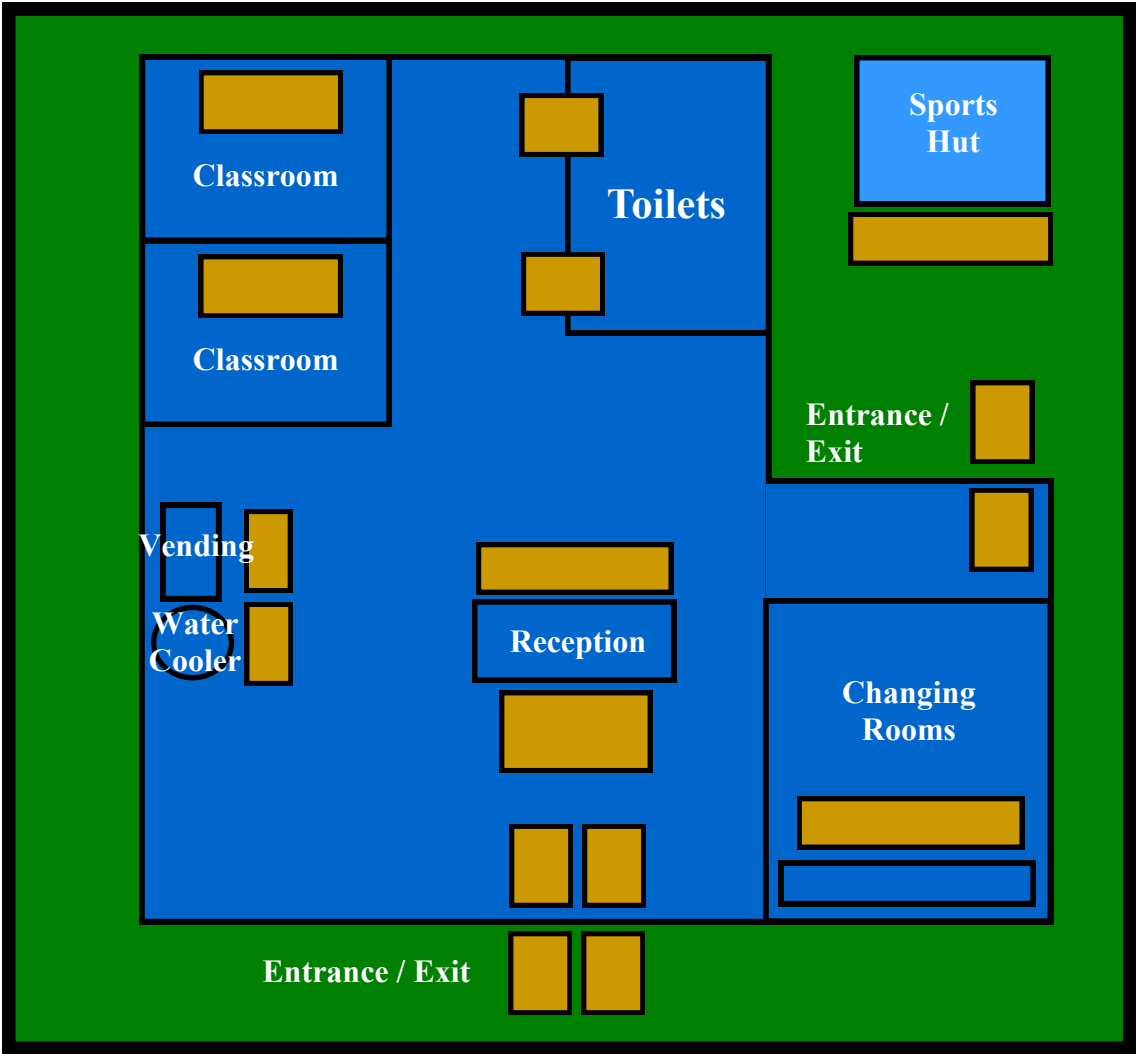 Sports
Hut
Classroom
Toilets
Classroom
Entrance /
Exit
Vending
Water
Cooler
Reception
Changing
Rooms
Entrance / Exit